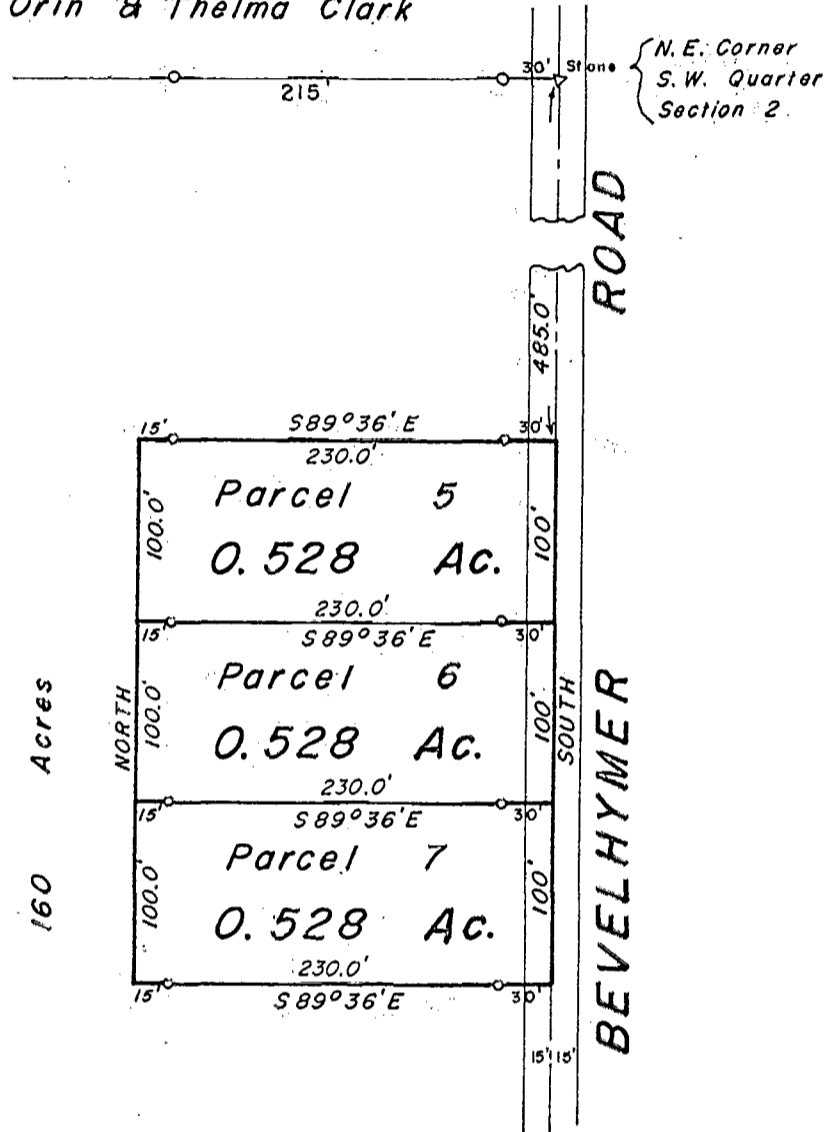 Orin & Thelma Clark
30' Stone
N.E. Corner
S.W. Quarter
Section 2
215'
ROAD
485.0'
15' S89°36'E 30'
230.0'
Parcel 5
100.0' 100'
0.528 Ac.
230.0'
15' S89°36'E 30'
Parcel 6
NORTH 100.0' 100' SOUTH
0.528 Ac.
230.0'
15' S89°36'E 30'
Parcel 7
100.0' 100'
0.528 Ac.
230.0'
15' S89°36'E 30'
160 Acres
BEVELHYMER
15' 15'